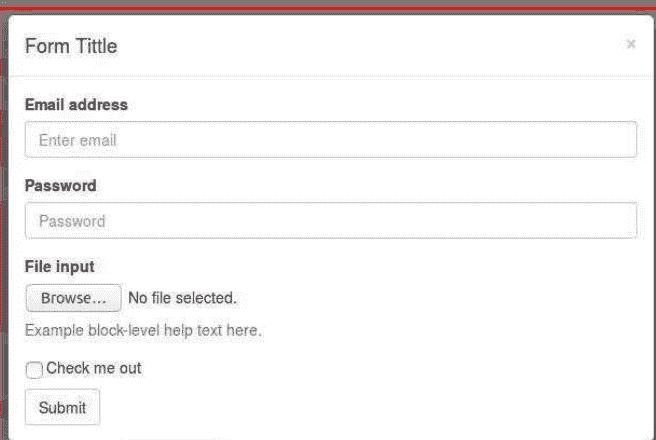 Form Tittle ×
Email address
Enter email
Password
Password
File input
Browse... No file selected.
Example block-level help text here.
Check me out
Submit